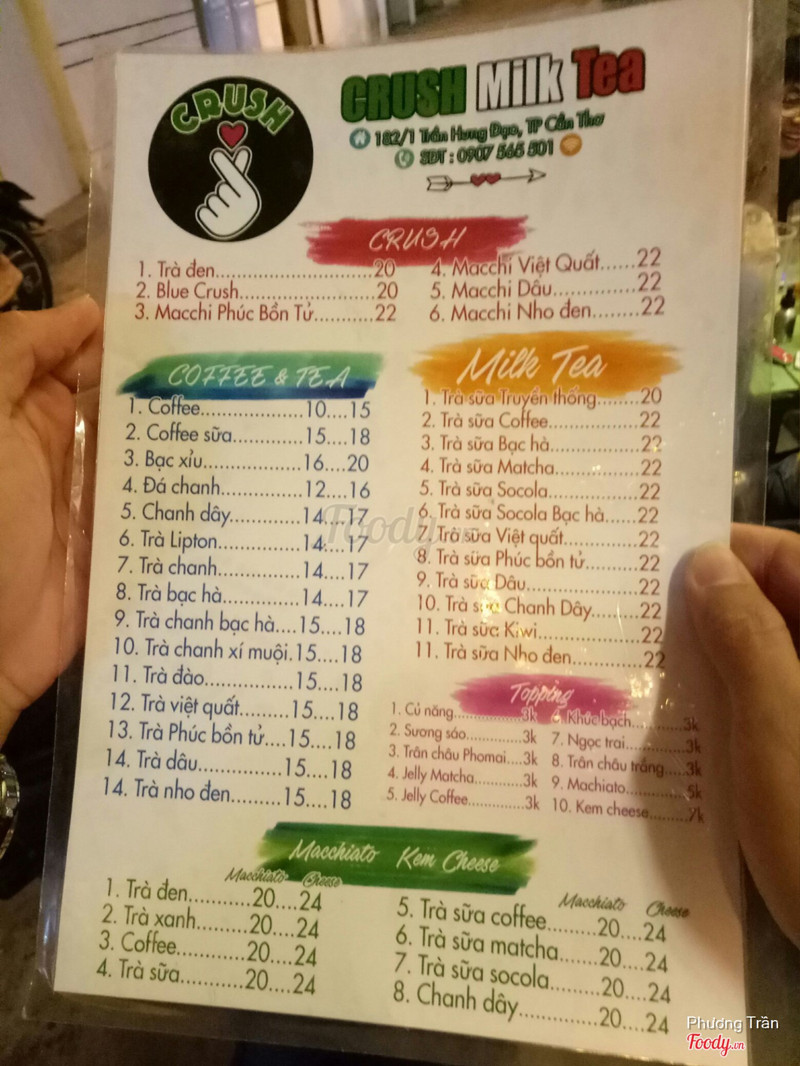 CRUSH
CRUSH Milk Tea
182/1 Trần Hưng Đạo, TP Cần Thơ
SĐT : 0907 565 501
CRUSH
1. Trà đen....................20
2. Blue Crush....................20
3. Macchi Phúc Bồn Tử............22
4. Macchi Việt Quất......22
5. Macchi Dâu............22
6. Macchi Nho đen........22
COFFEE & TEA
1. Coffee..................10....15
2. Coffee sữa............15....18
3. Bạc xỉu.................16....20
4. Đá chanh.............12....16
5. Chanh dây...........14....17
6. Trà Lipton.............14....17
7. Trà chanh.............14....17
8. Trà bạc hà............14....17
9. Trà chanh bạc hà....15....18
10. Trà chanh xí muội.15....18
11. Trà đào...............15....18
12. Trà việt quất........15....18
13. Trà Phúc bồn tử....15....18
14. Trà dâu..............15....18
14. Trà nho đen........15....18
Milk Tea
1. Trà sữa Truyền thống.......20
2. Trà sữa Coffee...............22
3. Trà sữa Bạc hà..............22
4. Trà sữa Matcha.............22
5. Trà sữa Socola..............22
6. Trà sữa Socola Bạc hà.....22
7. Trà sữa Việt quất...........22
8. Trà sữa Phúc bồn tử.......22
9. Trà sữa Dâu.................22
10. Trà sữa Chanh Dây.......22
11. Trà sữa Kiwi................22
11. Trà sữa Nho đen..........22
Topping
1. Củ năng...............3k
2. Sương sáo............3k
3. Trân châu Phomai....3k
4. Jelly Matcha..........3k
5. Jelly Coffee............3k
6. Khúc bạch...........3k
7. Ngọc trai.............3k
8. Trân châu trắng....3k
9. Machiato............5k
10. Kem cheese.......7k
Macchiato Kem Cheese
Macchiato Cheese
1. Trà đen.........20....24
2. Trà xanh........20....24
3. Coffee..........20....24
4. Trà sữa.........20....24
Macchiato Cheese
5. Trà sữa coffee.......20....24
6. Trà sữa matcha......20....24
7. Trà sữa socola.......20....24
8. Chanh dây...........20....24
Foody
Phương Trần
Foody.vn